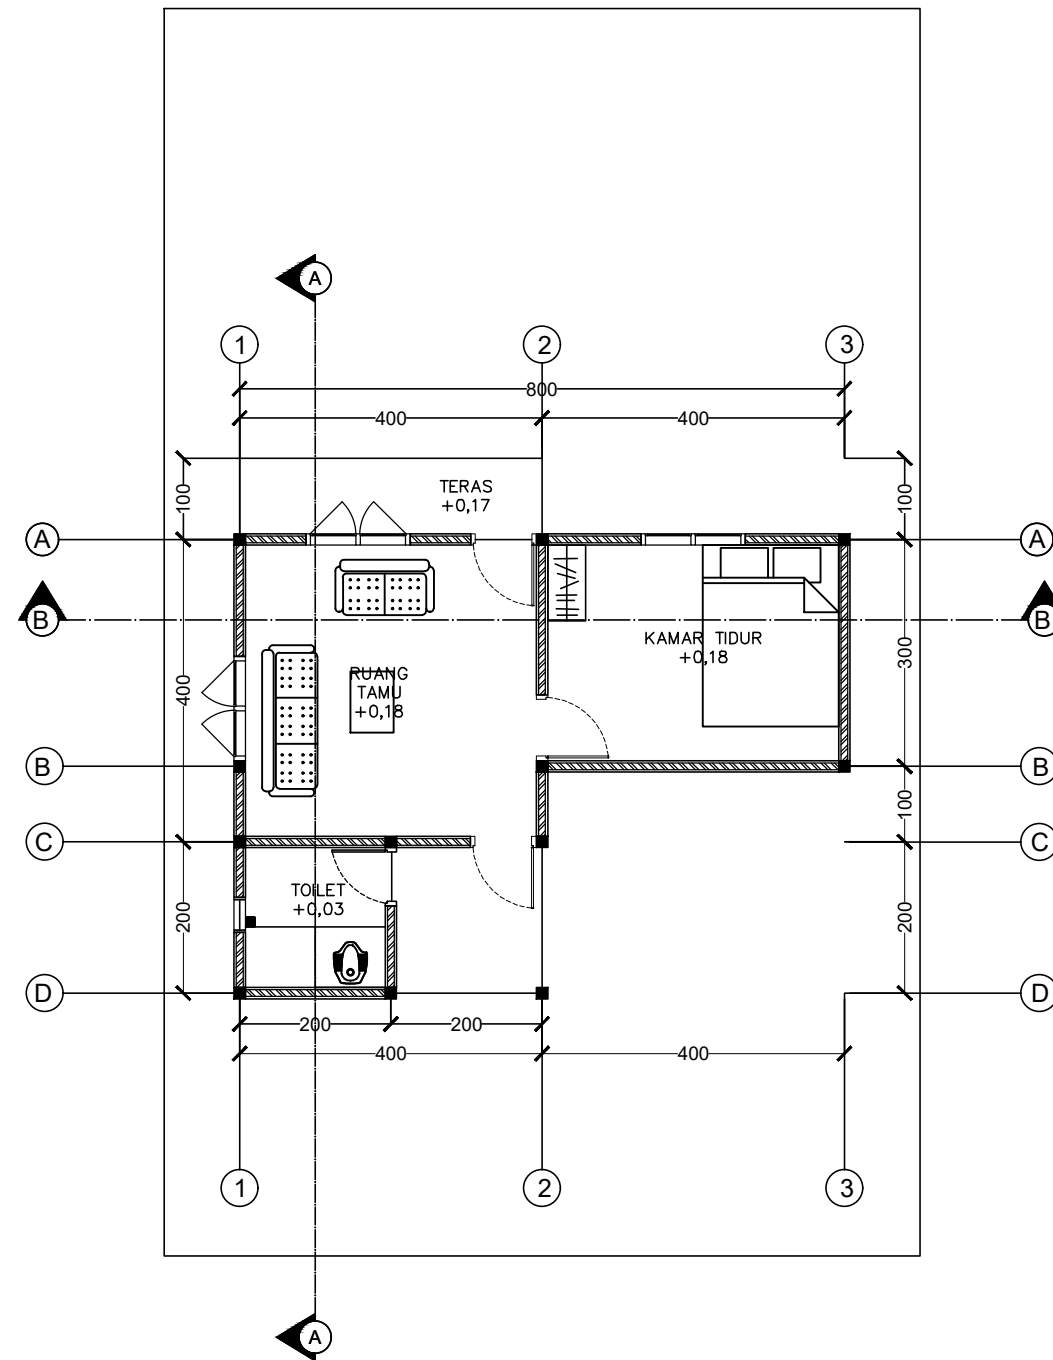 A
1
2
3
800
400
400
100
TERAS
+0,17
100
A
A
B
B
KAMAR TIDUR
+0,18
300
400
RUANG
TAMU
+0,18
B
B
100
C
C
TOILET
+0,03
200
200
D
D
200
200
400
400
1
2
3
A